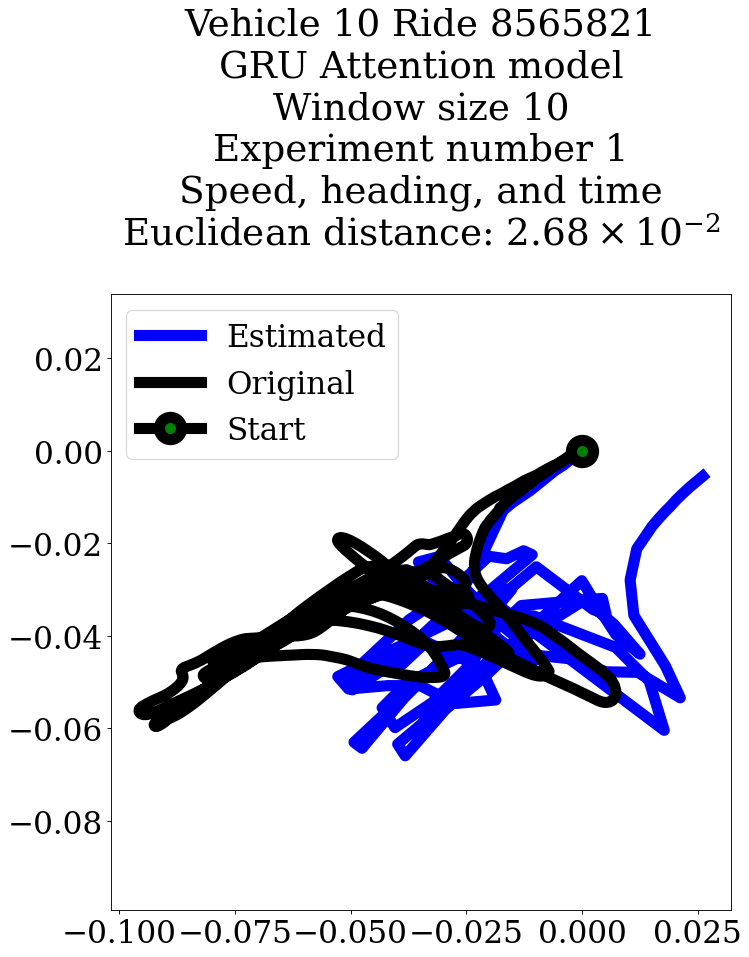 Vehicle 10 Ride 8565821
GRU Attention model
Window size 10
Experiment number 1
Speed, heading, and time
Euclidean distance: 2.68 × 10⁻²
Estimated
Original
Start
0.02
0.00
−0.02
−0.04
−0.06
−0.08
−0.100 −0.075 −0.050 −0.025 0.000 0.025